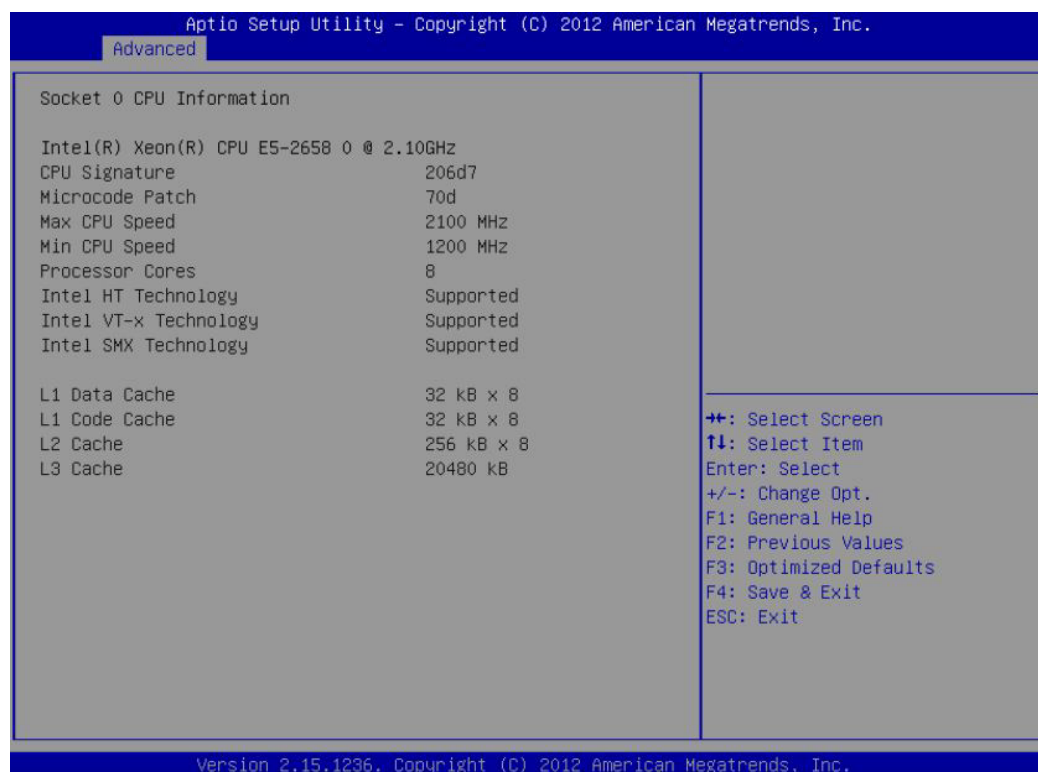 Aptio Setup Utility – Copyright (C) 2012 American Megatrends, Inc.
Advanced
Socket 0 CPU Information
Intel(R) Xeon(R) CPU E5-2658 0 @ 2.10GHz
CPU Signature 206d7
Microcode Patch 70d
Max CPU Speed 2100 MHz
Min CPU Speed 1200 MHz
Processor Cores 8
Intel HT Technology Supported
Intel VT-x Technology Supported
Intel SMX Technology Supported
L1 Data Cache 32 kB x 8
L1 Code Cache 32 kB x 8
L2 Cache 256 kB x 8
L3 Cache 20480 kB
→←: Select Screen
↑↓: Select Item
Enter: Select
+/-: Change Opt.
F1: General Help
F2: Previous Values
F3: Optimized Defaults
F4: Save & Exit
ESC: Exit
Version 2.15.1236. Copyright (C) 2012 American Megatrends, Inc.